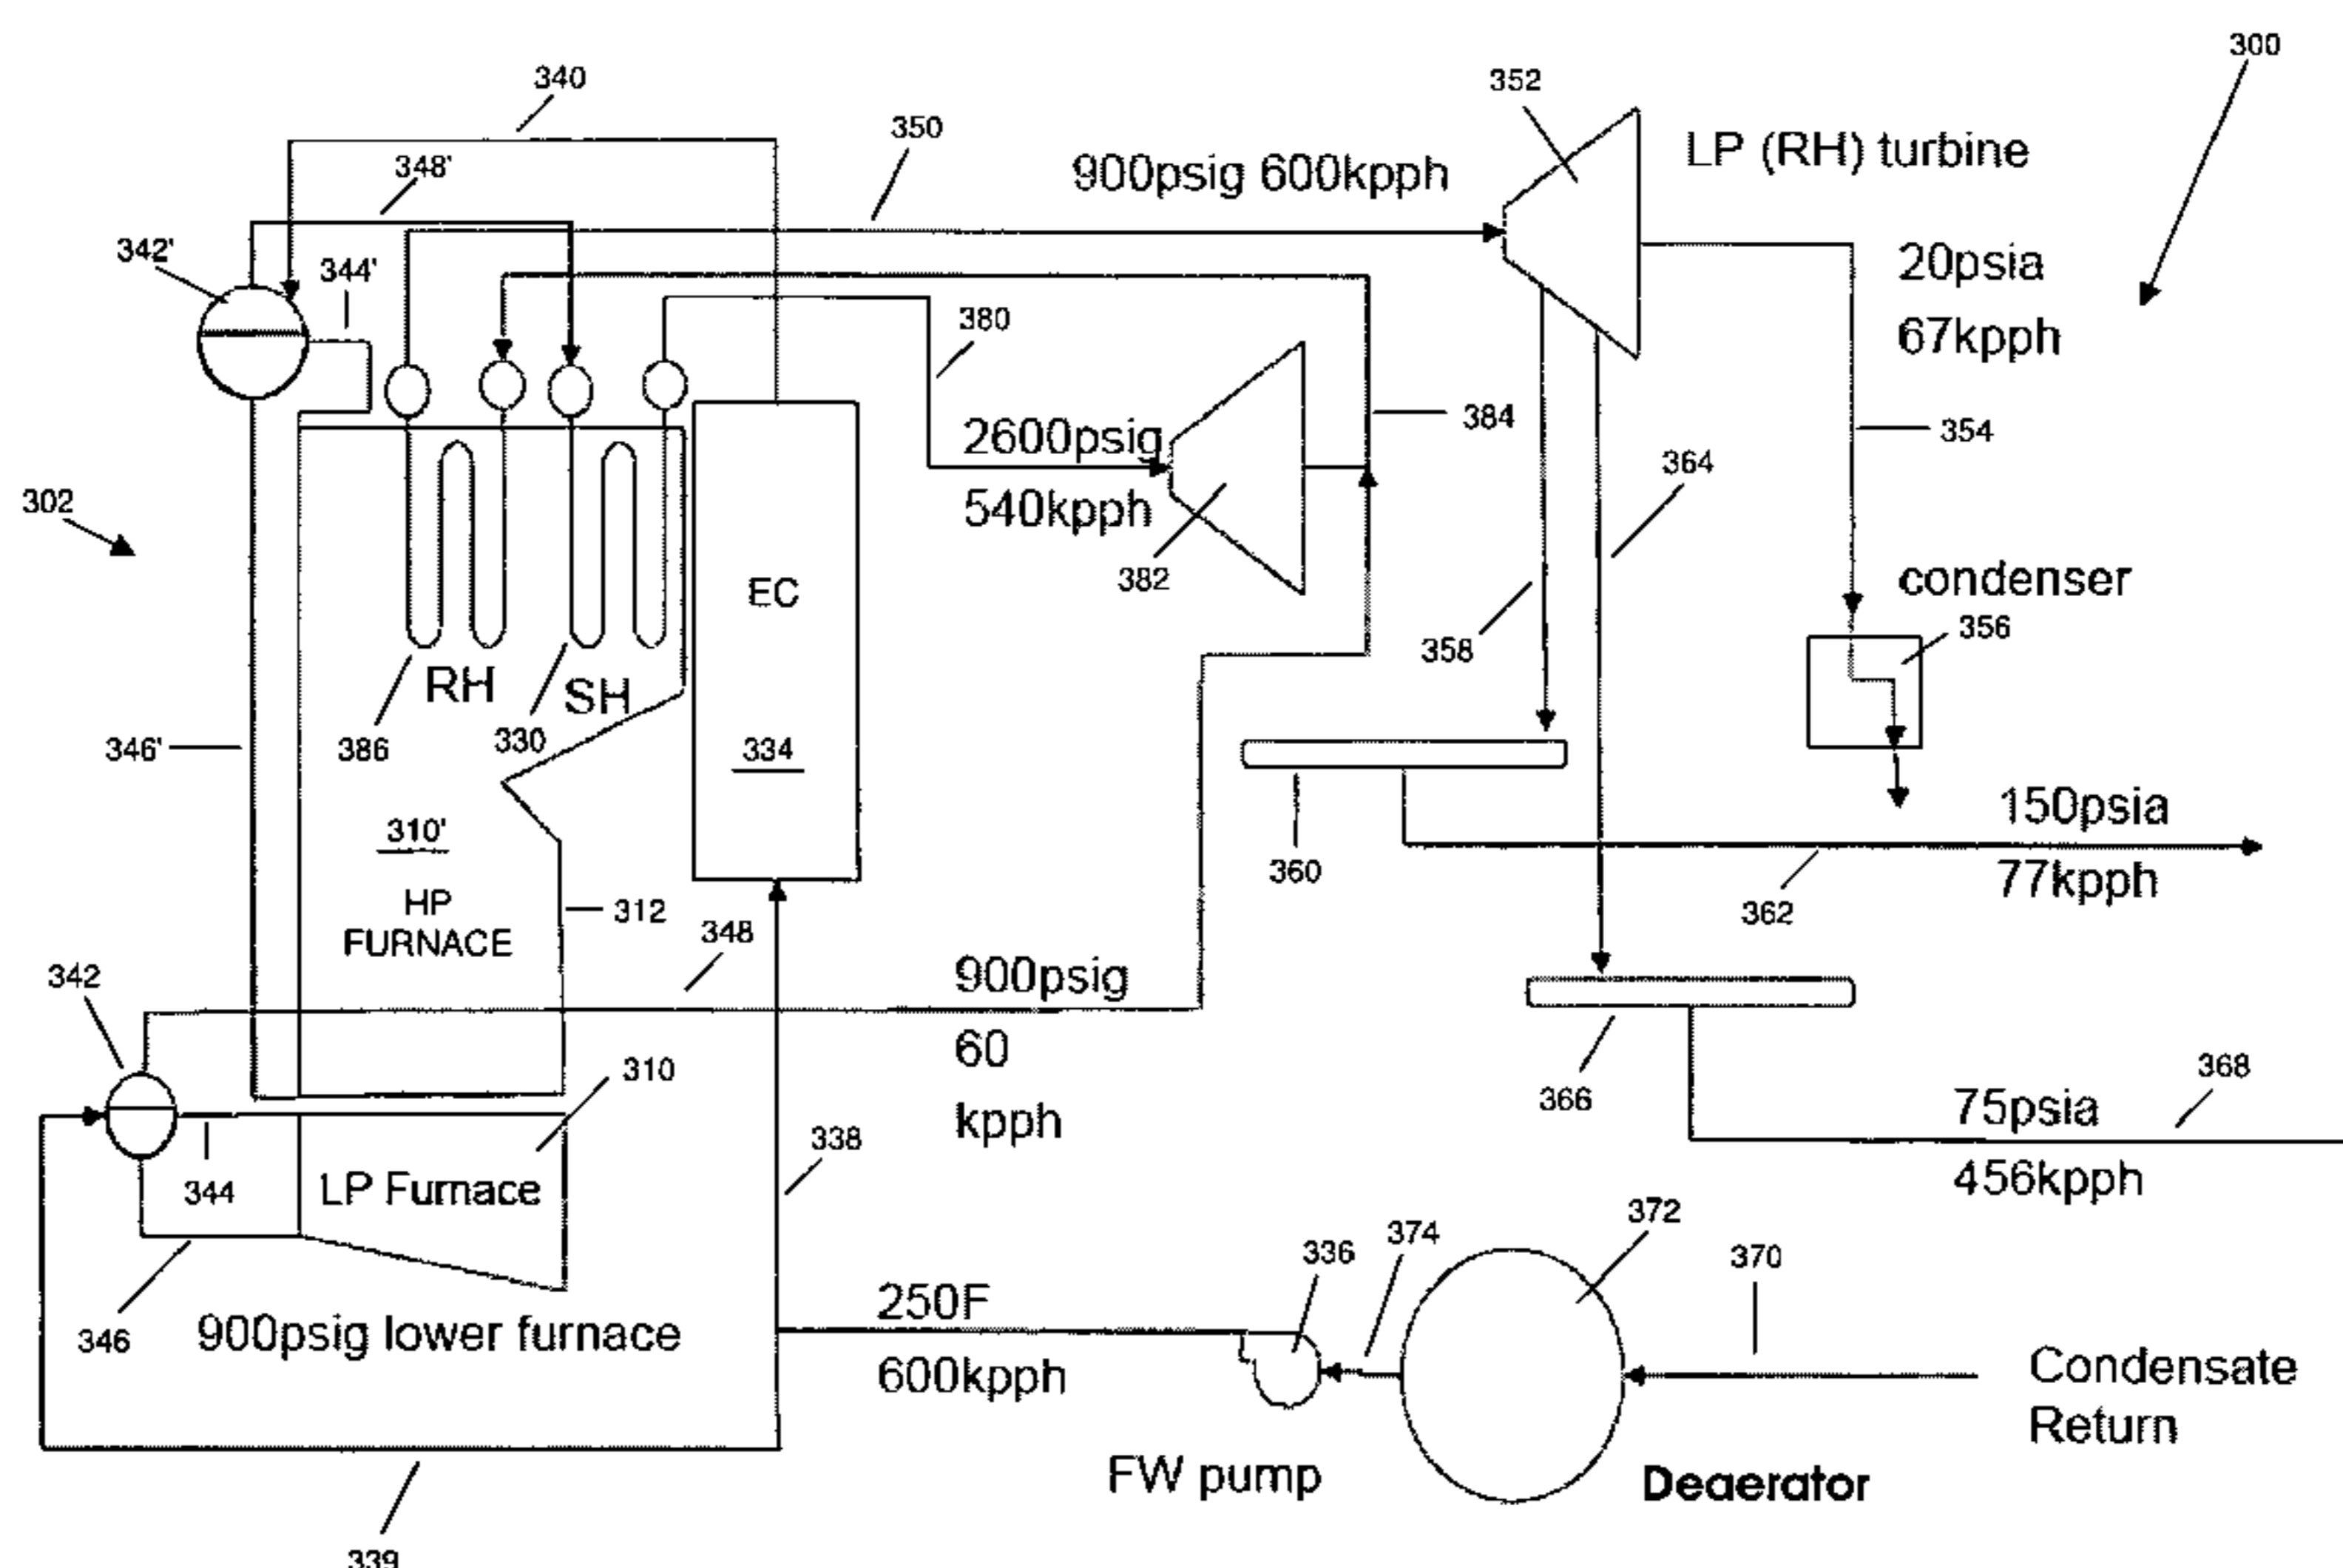 300
340
352
350
348'
LP (RH) turbine
900psig 600kpph
342'
344'
20psia
67kpph
380
384
354
2600psig
540kpph
364
302
382
EC
condenser
356
358
RH
SH
346'
386
330
334
150psia
77kpph
310'
360
362
HP
FURNACE
312
348
342
900psig
60
kpph
310
366
368
75psia
456kpph
338
344
LP Furnace
372
336
374
370
346
900psig lower furnace
250F
600kpph
Condensate
Return
FW pump
Deaerator
339